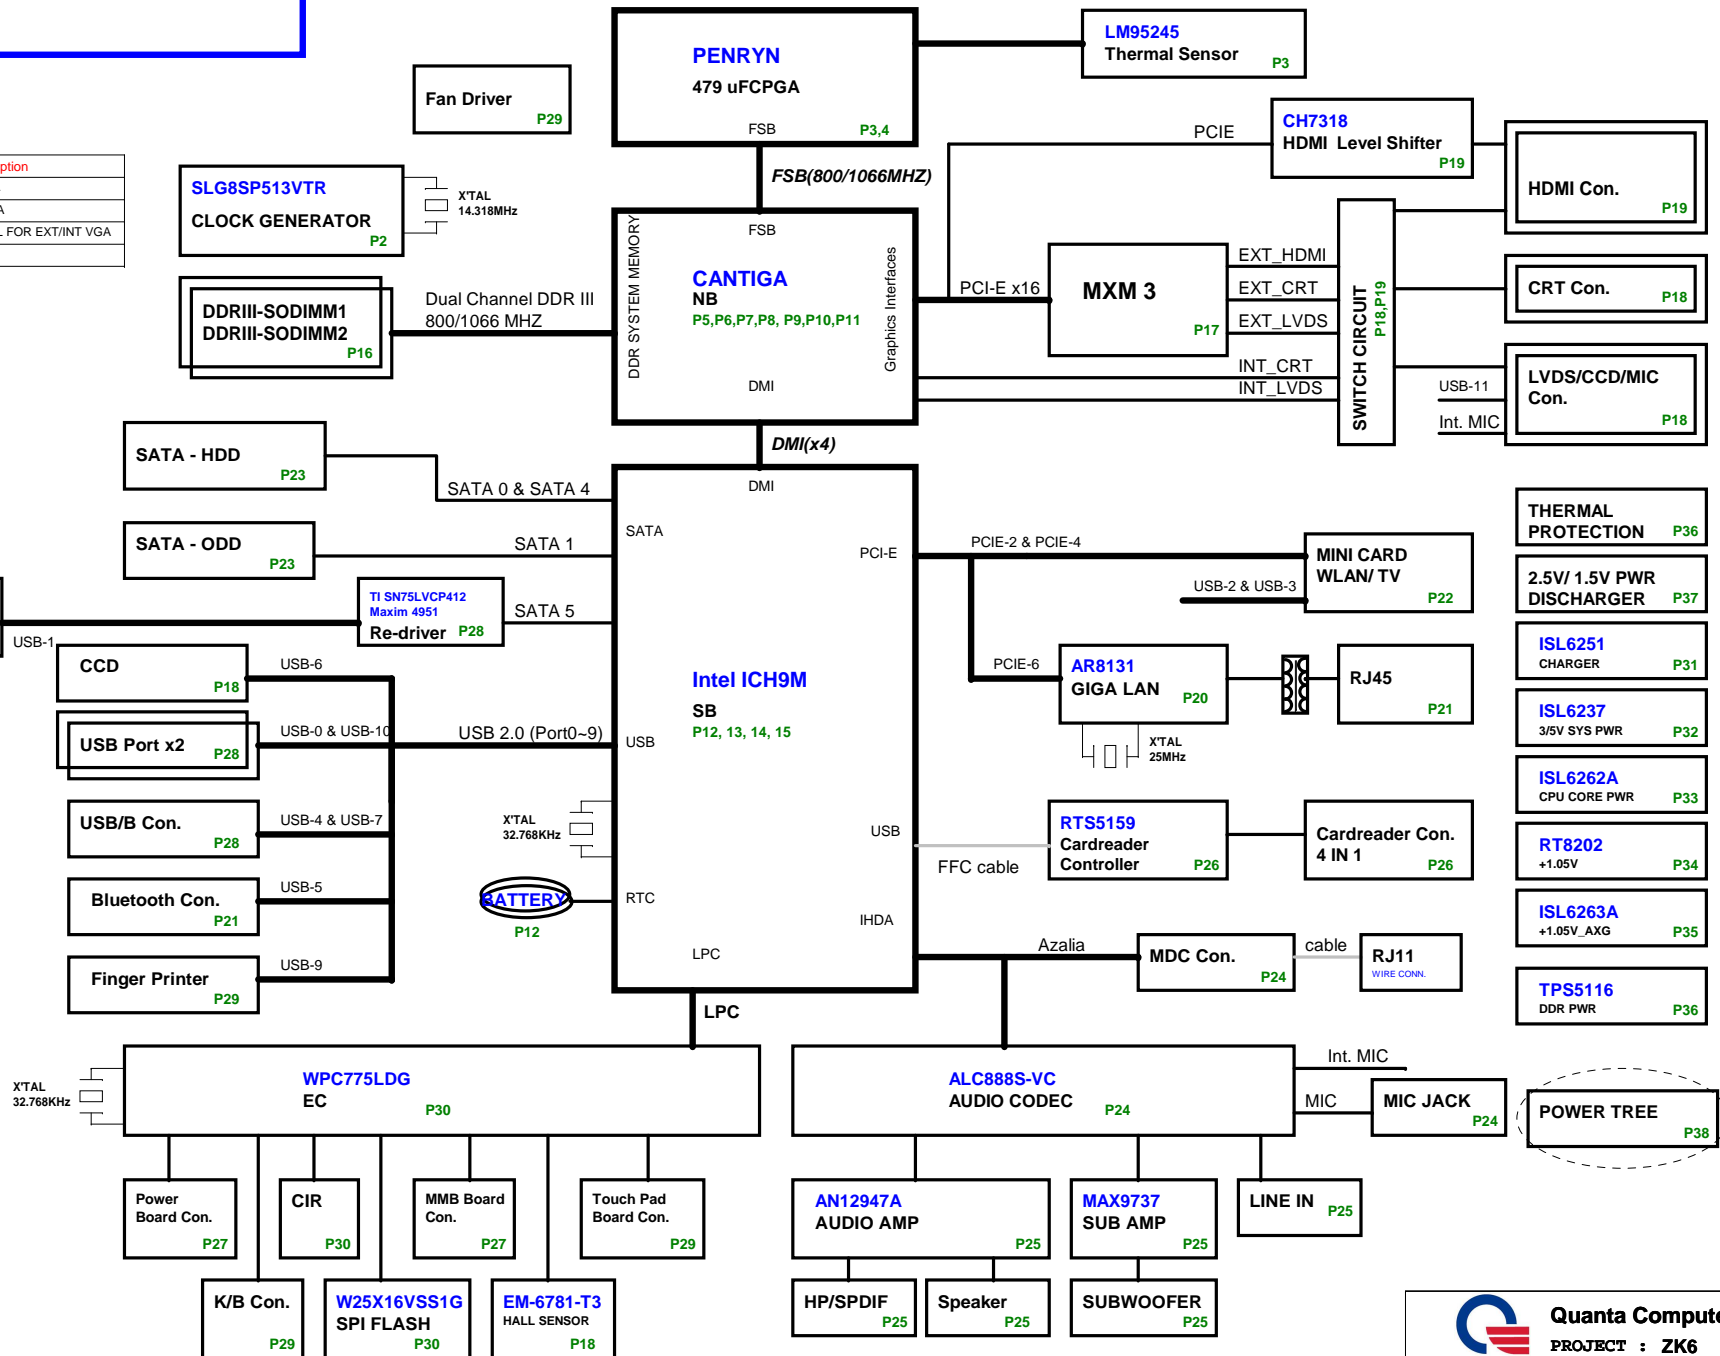 PENRYN
479 uFCPGA
FSB
P3,4
LM95245
Thermal Sensor
P3
Fan Driver
P29
PCIE
CH7318
HDMI Level Shifter
P19
HDMI Con.
P19
ption
FOR EXT/INT VGA
SLG8SP513VTR
CLOCK GENERATOR
P2
X'TAL
14.318MHz
FSB(800/1066MHZ)
FSB
DDR SYSTEM MEMORY
Graphics Interfaces
CANTIGA
NB
P5,P6,P7,P8, P9,P10,P11
DMI
DDRIII-SODIMM1
DDRIII-SODIMM2
P16
Dual Channel DDR III
800/1066 MHZ
PCI-E x16
MXM 3
P17
EXT_HDMI
EXT_CRT
EXT_LVDS
INT_CRT
INT_LVDS
SWITCH CIRCUIT
P18,P19
CRT Con.
P18
USB-11
Int. MIC
LVDS/CCD/MIC
Con.
P18
DMI(x4)
SATA - HDD
P23
SATA 0 & SATA 4
SATA - ODD
P23
SATA 1
TI SN75LVCP412
Maxim 4951
Re-driver P28
SATA 5
USB-1
DMI
SATA
PCI-E
Intel ICH9M
SB
P12, 13, 14, 15
USB
USB
RTC
IHDA
LPC
PCIE-2 & PCIE-4
USB-2 & USB-3
MINI CARD
WLAN/ TV
P22
PCIE-6
AR8131
GIGA LAN
P20
X'TAL
25MHz
RJ45
P21
CCD
P18
USB-6
USB Port x2
P28
USB-0 & USB-10
USB 2.0 (Port0~9)
USB/B Con.
P28
USB-4 & USB-7
Bluetooth Con.
P21
USB-5
Finger Printer
P29
USB-9
X'TAL
32.768KHz
BATTERY
P12
FFC cable
RTS5159
Cardreader
Controller
P26
Cardreader Con.
4 IN 1
P26
Azalia
MDC Con.
P24
cable
RJ11
WIRE CONN.
THERMAL
PROTECTION P36
2.5V/ 1.5V PWR
DISCHARGER P37
ISL6251
CHARGER P31
ISL6237
3/5V SYS PWR P32
ISL6262A
CPU CORE PWR P33
RT8202
+1.05V P34
ISL6263A
+1.05V_AXG P35
TPS5116
DDR PWR P36
LPC
X'TAL
32.768KHz
WPC775LDG
EC
P30
ALC888S-VC
AUDIO CODEC
P24
Int. MIC
MIC
MIC JACK
P24
POWER TREE
P38
Power
Board Con.
P27
CIR
P30
MMB Board
Con.
P27
Touch Pad
Board Con.
P29
AN12947A
AUDIO AMP
P25
MAX9737
SUB AMP
P25
LINE IN P25
K/B Con.
P29
W25X16VSS1G
SPI FLASH
P30
EM-6781-T3
HALL SENSOR
P18
HP/SPDIF
P25
Speaker
P25
SUBWOOFER
P25
Quanta Compute
PROJECT : ZK6